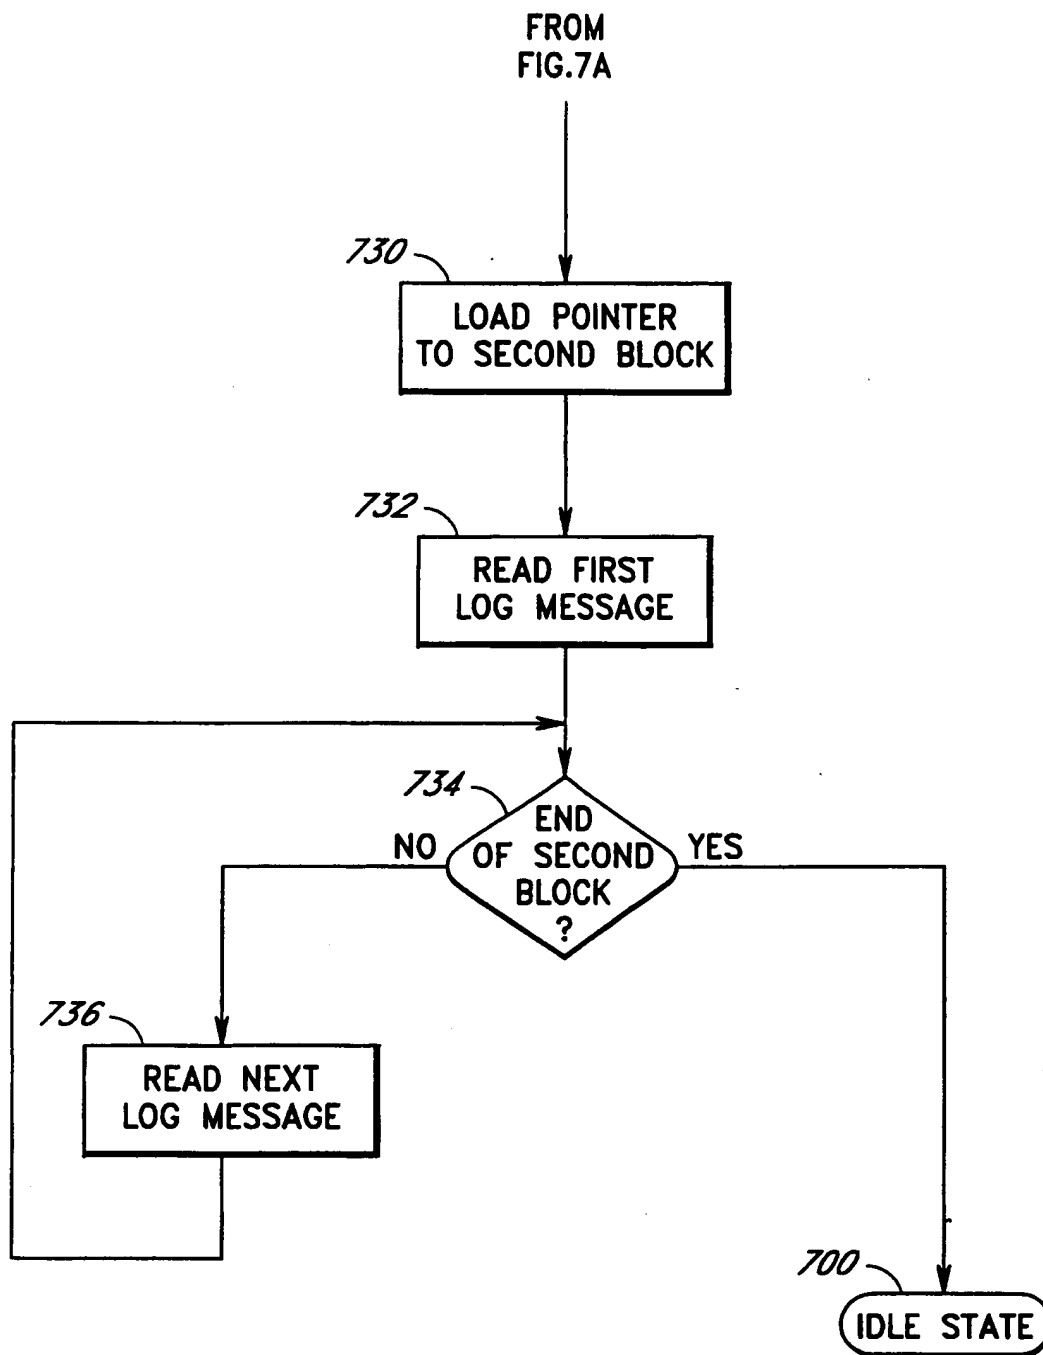 FROM
FIG.7A
730
LOAD POINTER
TO SECOND BLOCK
732
READ FIRST
LOG MESSAGE
734
END
OF SECOND
BLOCK
?
NO
YES
736
READ NEXT
LOG MESSAGE
700
IDLE STATE